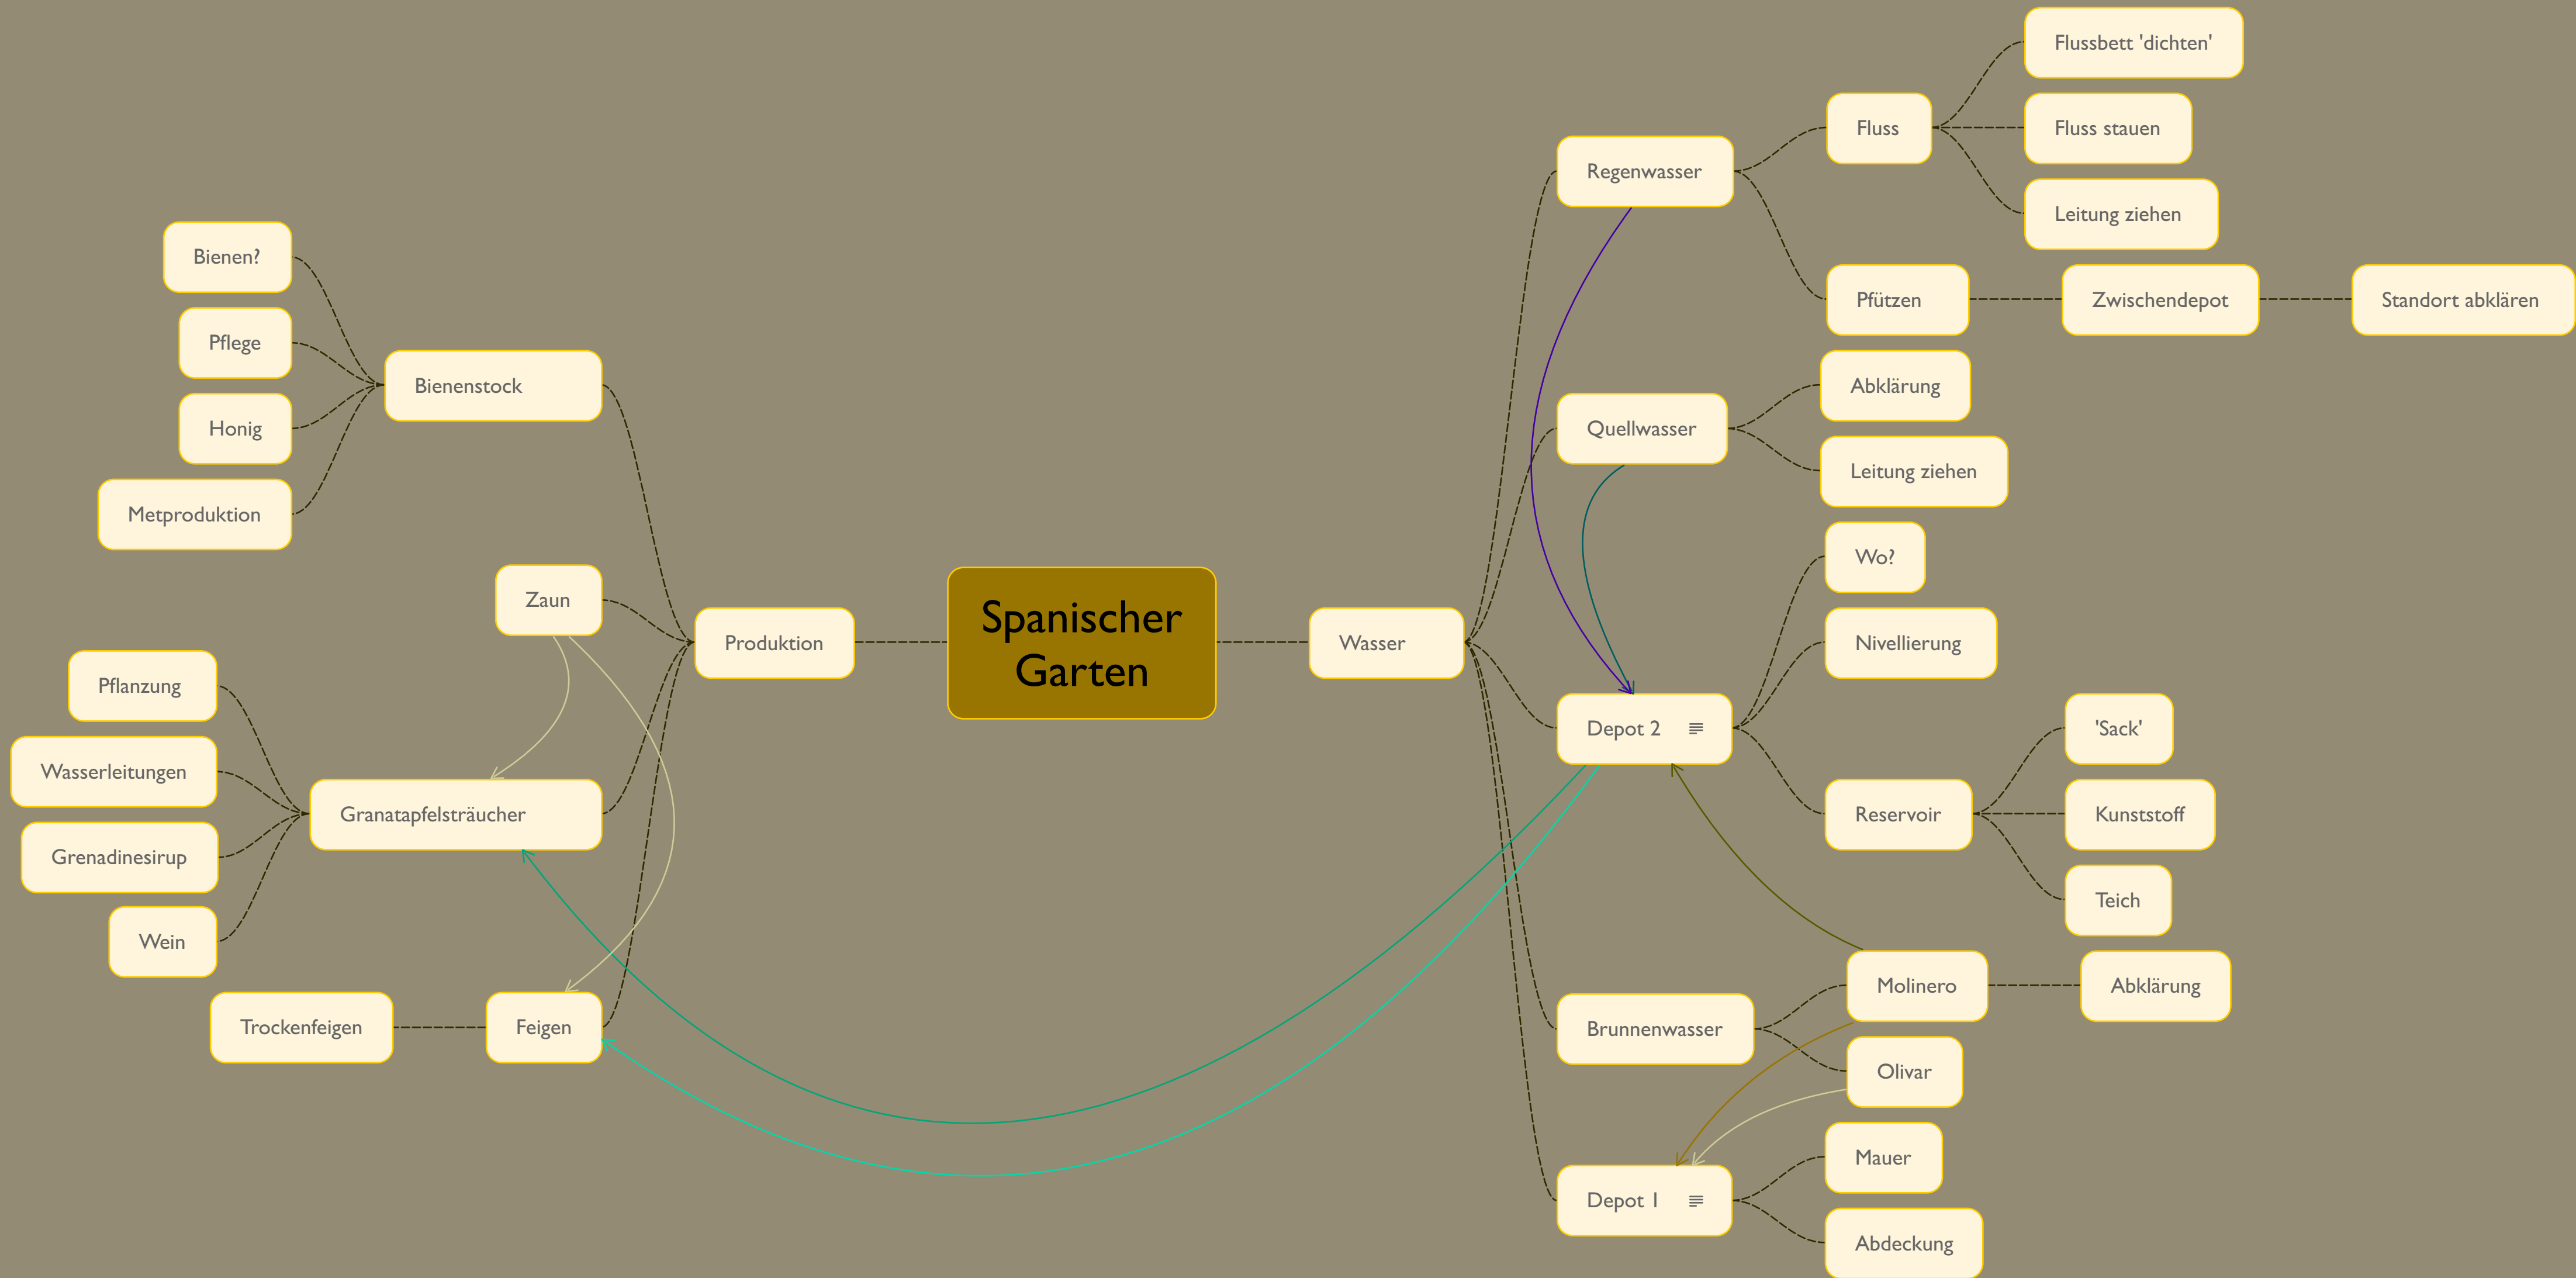 Spanischer
Garten
Produktion
Bienenstock
Bienen?
Pflege
Honig
Metproduktion
Zaun
Granatapfelsträucher
Pflanzung
Wasserleitungen
Grenadinesirup
Wein
Feigen
Trockenfeigen
Wasser
Regenwasser
Fluss
Flussbett 'dichten'
Fluss stauen
Leitung ziehen
Pfützen
Zwischendepot
Standort abklären
Quellwasser
Abklärung
Leitung ziehen
Depot 2
Wo?
Nivellierung
Reservoir
'Sack'
Kunststoff
Teich
Brunnenwasser
Molinero
Abklärung
Olivar
Depot 1
Mauer
Abdeckung